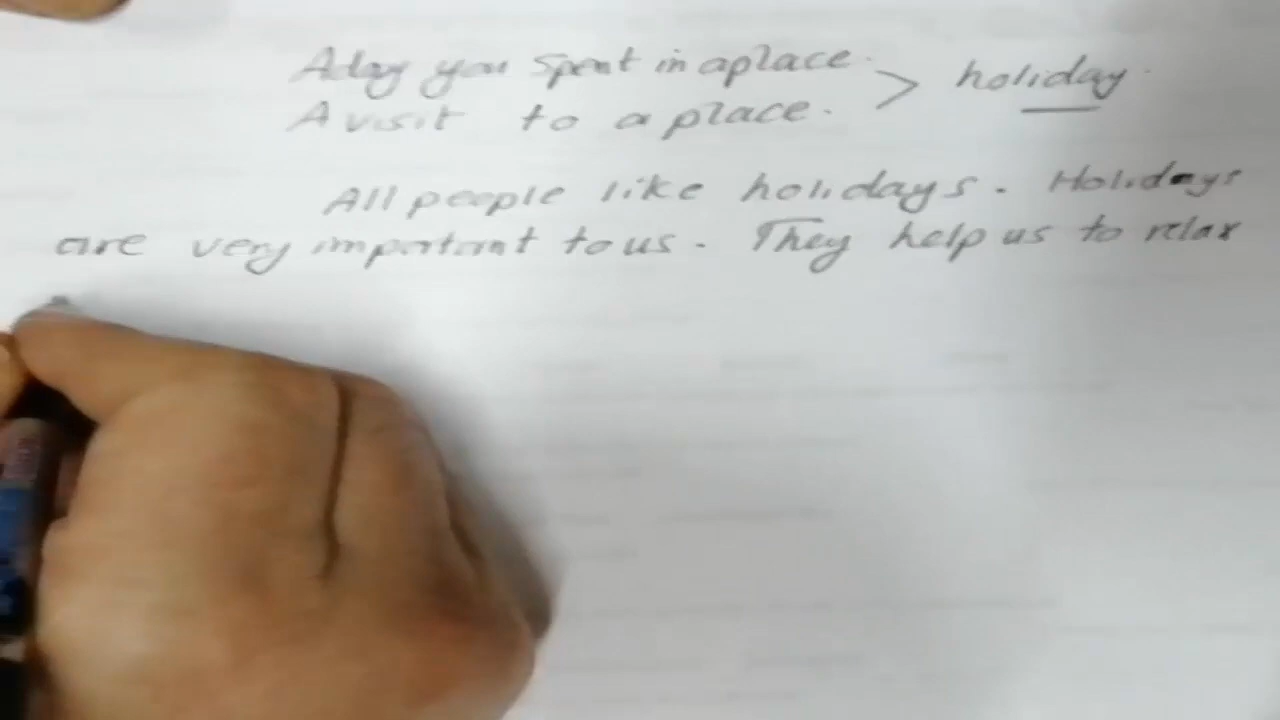 A day you spent in a place. > holiday.
A visit to a place.
All people like holidays. Holidays
are very important to us. They help us to relax